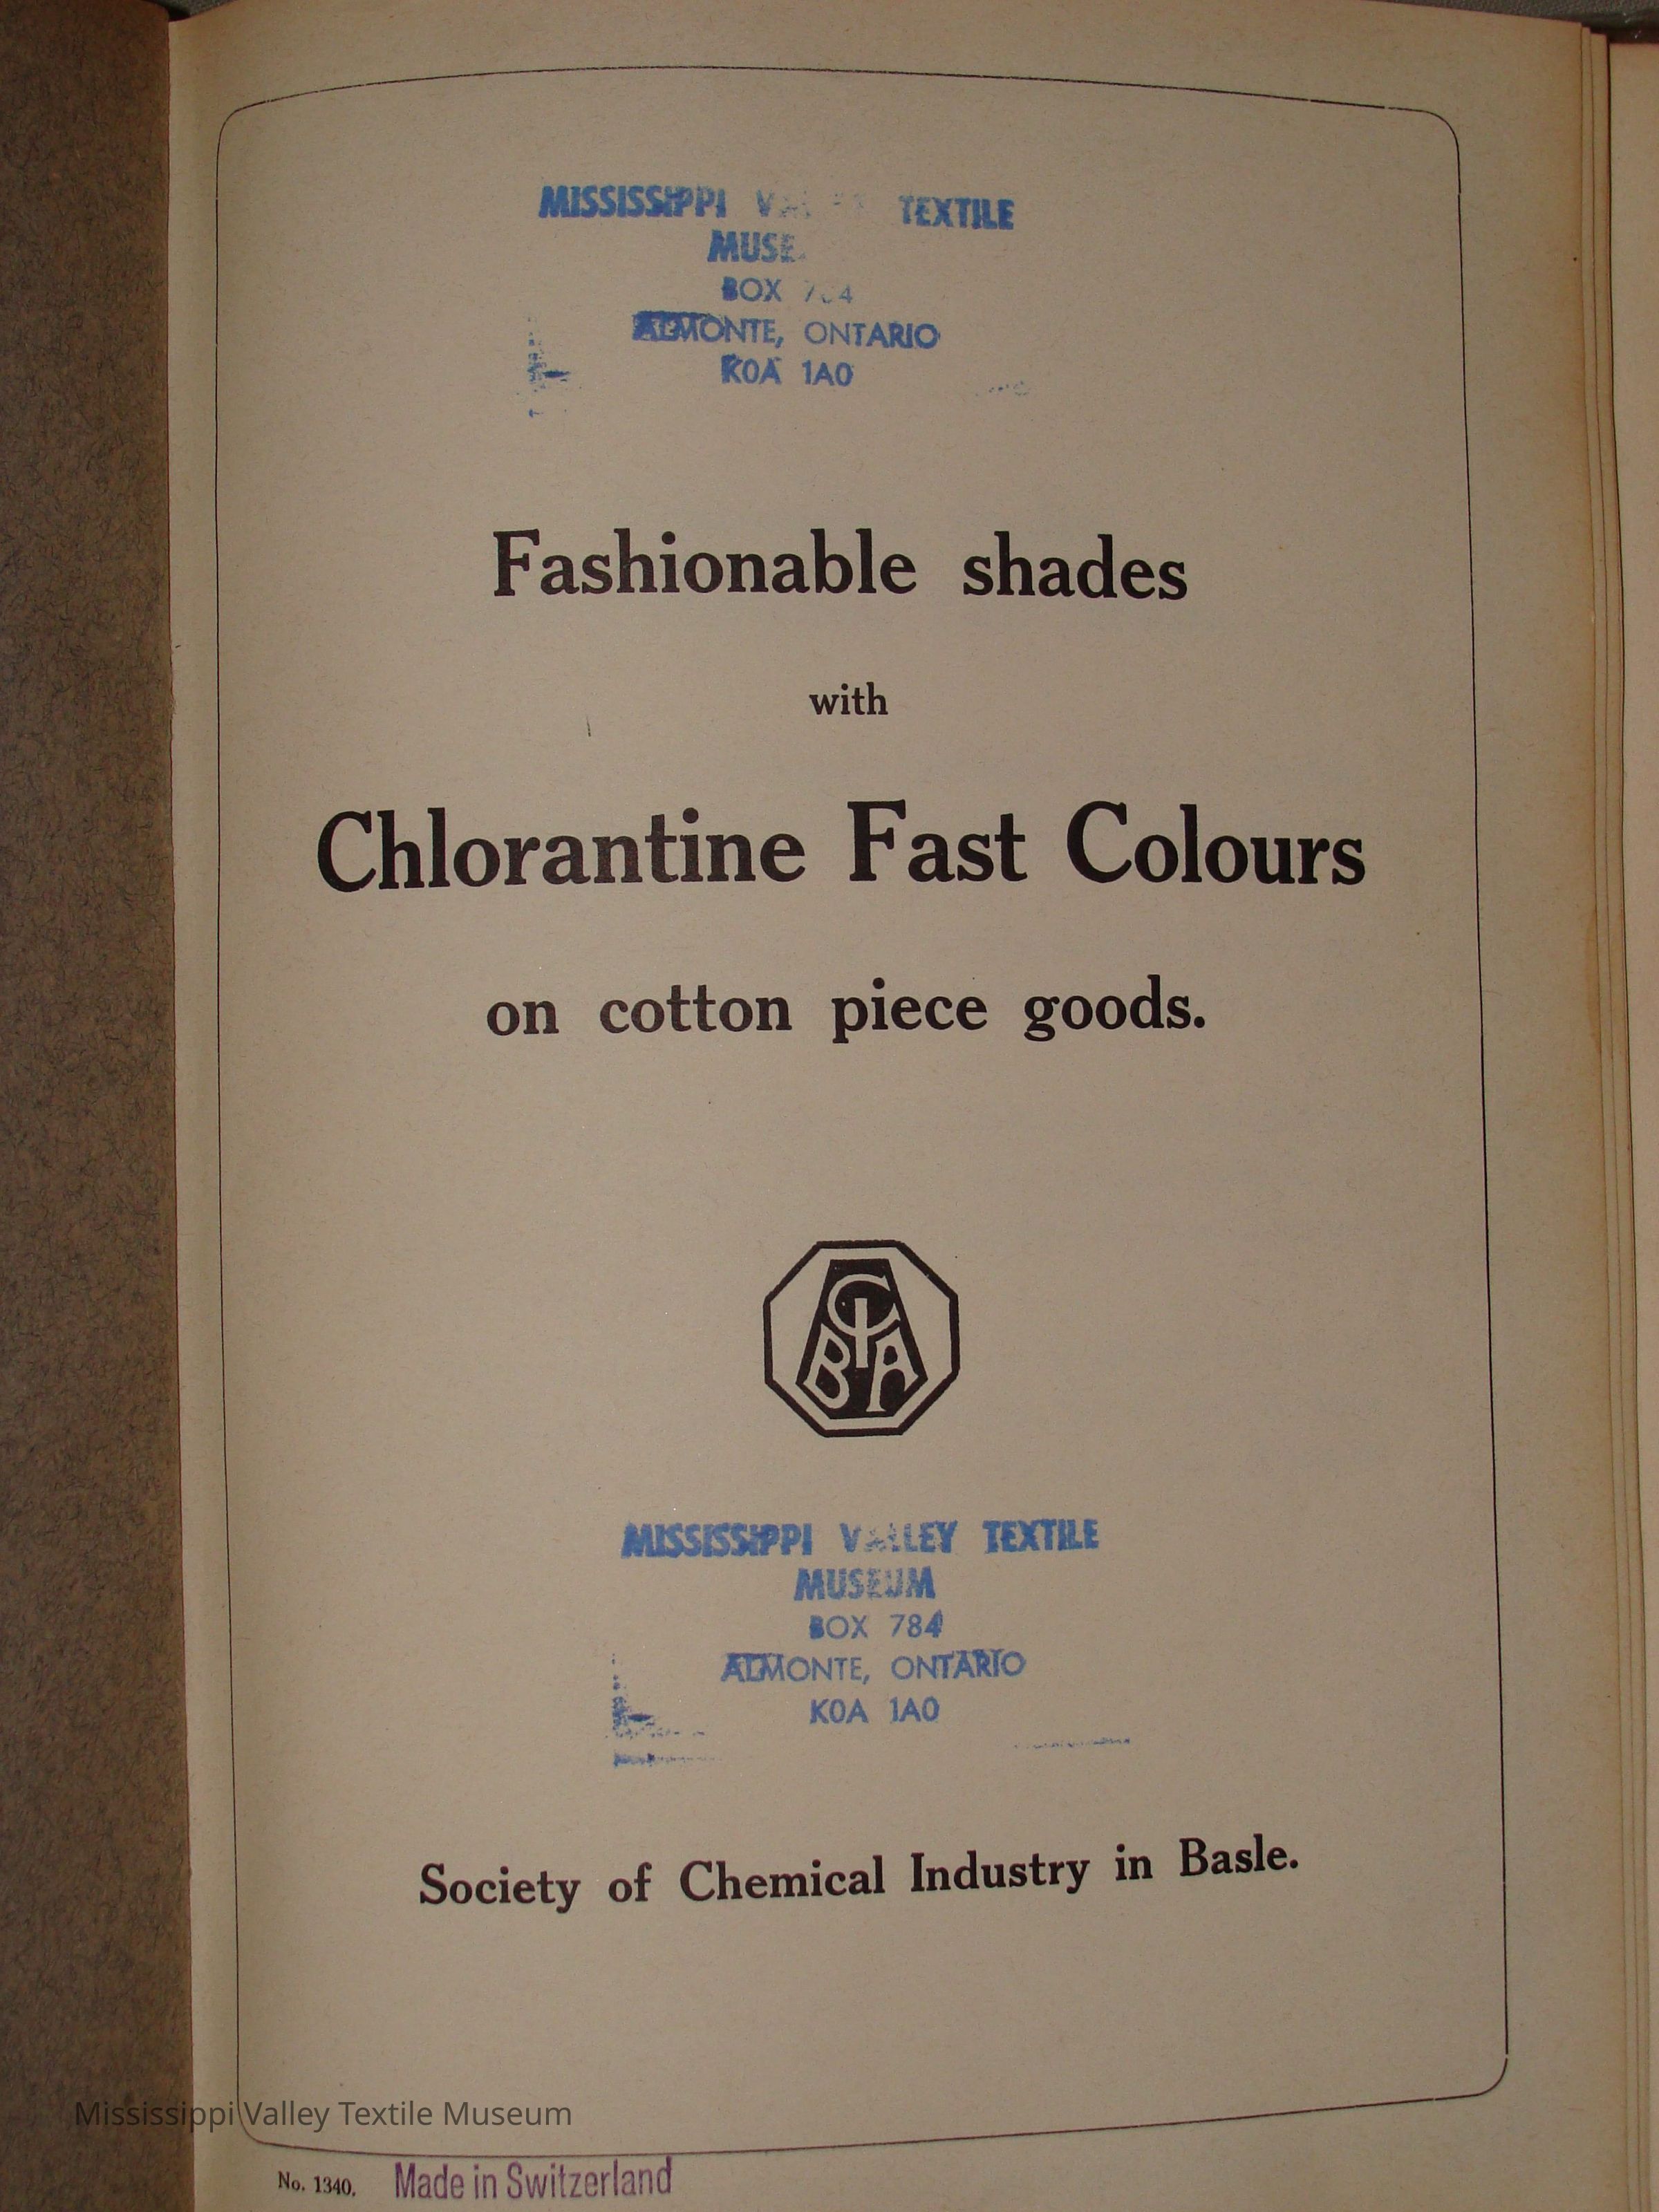 MISSISSIPPI TEXTILE
BOX
ALMONTE, ONTARIO
K0A 1A0
Fashionable shades
with
Chlorantine Fast Colours
on cotton piece goods.
CIBA
MISSISSIPPI VALLEY TEXTILE
MUSEUM
BOX 784
ALMONTE, ONTARIO
K0A 1A0
Society of Chemical Industry in Basle.
Mississippi Valley Textile Museum
No. 1340. Made in Switzerland